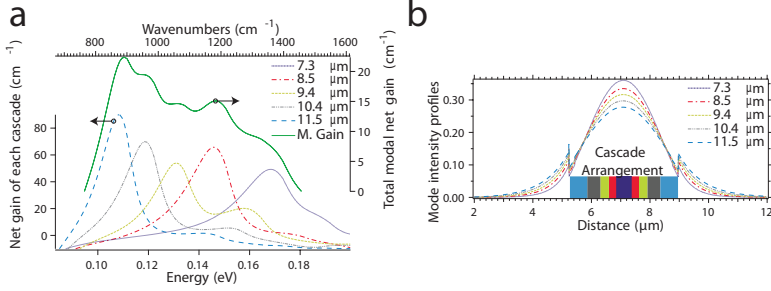 a
Wavenumbers (cm⁻¹)
800 1000 1200 1400 1600
Net gain of each cascade (cm⁻¹)
80
60
40
20
0
7.3 μm
8.5 μm
9.4 μm
10.4 μm
11.5 μm
M. Gain
20
15
10
5
0
Total modal net gain (cm⁻¹)
0.10 0.12 0.14 0.16 0.18
Energy (eV)
b
Mode intensity profiles
0.30
0.20
0.10
0.00
7.3 μm
8.5 μm
9.4 μm
10.4 μm
11.5 μm
Cascade
Arrangement
2 4 6 8 10 12
Distance (μm)